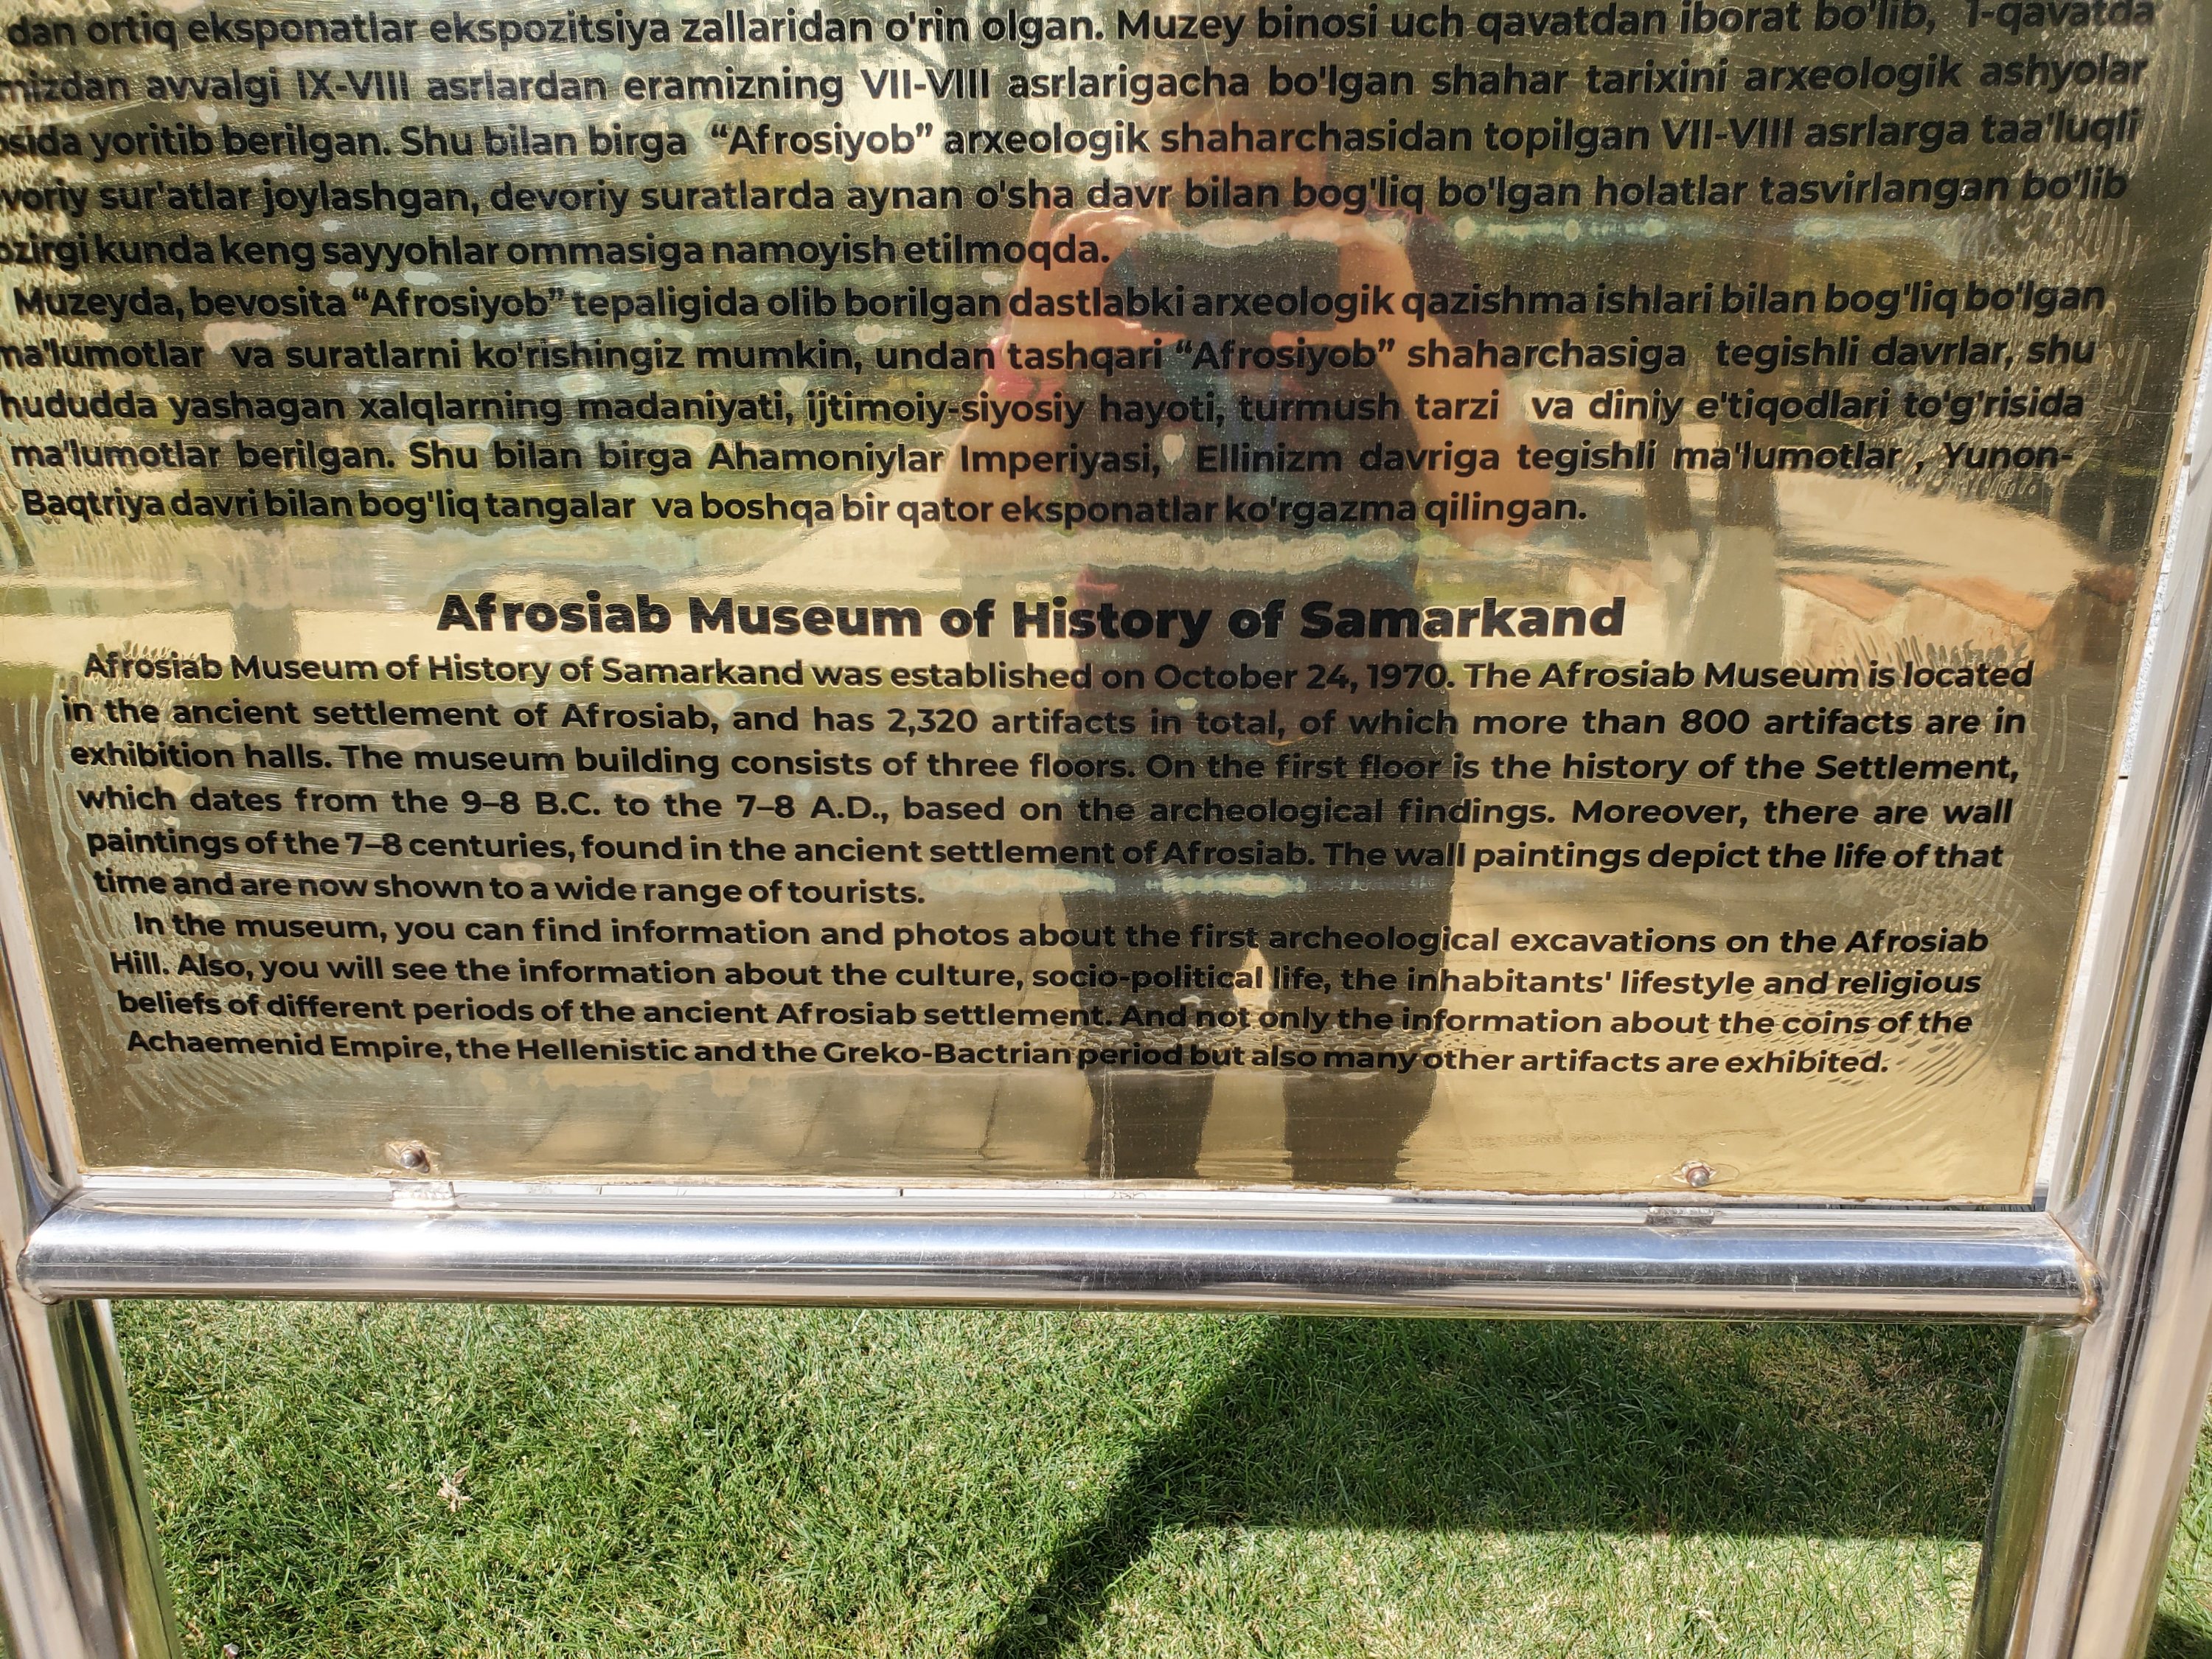 dan ortiq eksponatlar ekspozitsiya zallaridan o'rin olgan. Muzey binosi uch qavatdan iborat bo'lib, 1-qavatda
avvalgi IX-VIII asrlardan eramizning VII-VIII asrlarigacha bo'lgan shahar tarixini arxeologik ashyolar
yoritib berilgan. Shu bilan birga “Afrosiyob” arxeologik shaharchasidan topilgan VII-VIII asrlarga taa'luqli
sur'atlar joylashgan, devoriy suratlarda aynan o'sha davr bilan bog'liq bo'lgan holatlar tasvirlangan bo'lib
kunda keng sayyohlar ommasiga namoyish etilmoqda.
Muzeyda, bevosita “Afrosiyob” tepaligida olib borilgan dastlabki arxeologik qazishma ishlari bilan bog'liq bo'lgan
ma'lumotlar va suratlarni ko'rishingiz mumkin, undan tashqari “Afrosiyob” shaharchasiga tegishli davrlar, shu
hududda yashagan xalqlarning madaniyati, ijtimoiy-siyosiy hayoti, turmush tarzi va diniy e'tiqodlari to'g'risida
ma'lumotlar berilgan. Shu bilan birga Ahamoniylar Imperiyasi, Ellinizm davriga tegishli ma'lumotlar , Yunon-
Baqtriya davri bilan bog'liq tangalar va boshqa bir qator eksponatlar ko'rgazma qilingan.
Afrosiab Museum of History of Samarkand
Afrosiab Museum of History of Samarkand was established on October 24, 1970. The Afrosiab Museum is located
in the ancient settlement of Afrosiab, and has 2,320 artifacts in total, of which more than 800 artifacts are in
exhibition halls. The museum building consists of three floors. On the first floor is the history of the Settlement,
which dates from the 9–8 B.C. to the 7–8 A.D., based on the archeological findings. Moreover, there are wall
paintings of the 7–8 centuries, found in the ancient settlement of Afrosiab. The wall paintings depict the life of that
time and are now shown to a wide range of tourists.
In the museum, you can find information and photos about the first archeological excavations on the Afrosiab
Hill. Also, you will see the information about the culture, socio-political life, the inhabitants' lifestyle and religious
beliefs of different periods of the ancient Afrosiab settlement. And not only the information about the coins of the
Achaemenid Empire, the Hellenistic and the Greko-Bactrian period but also many other artifacts are exhibited.